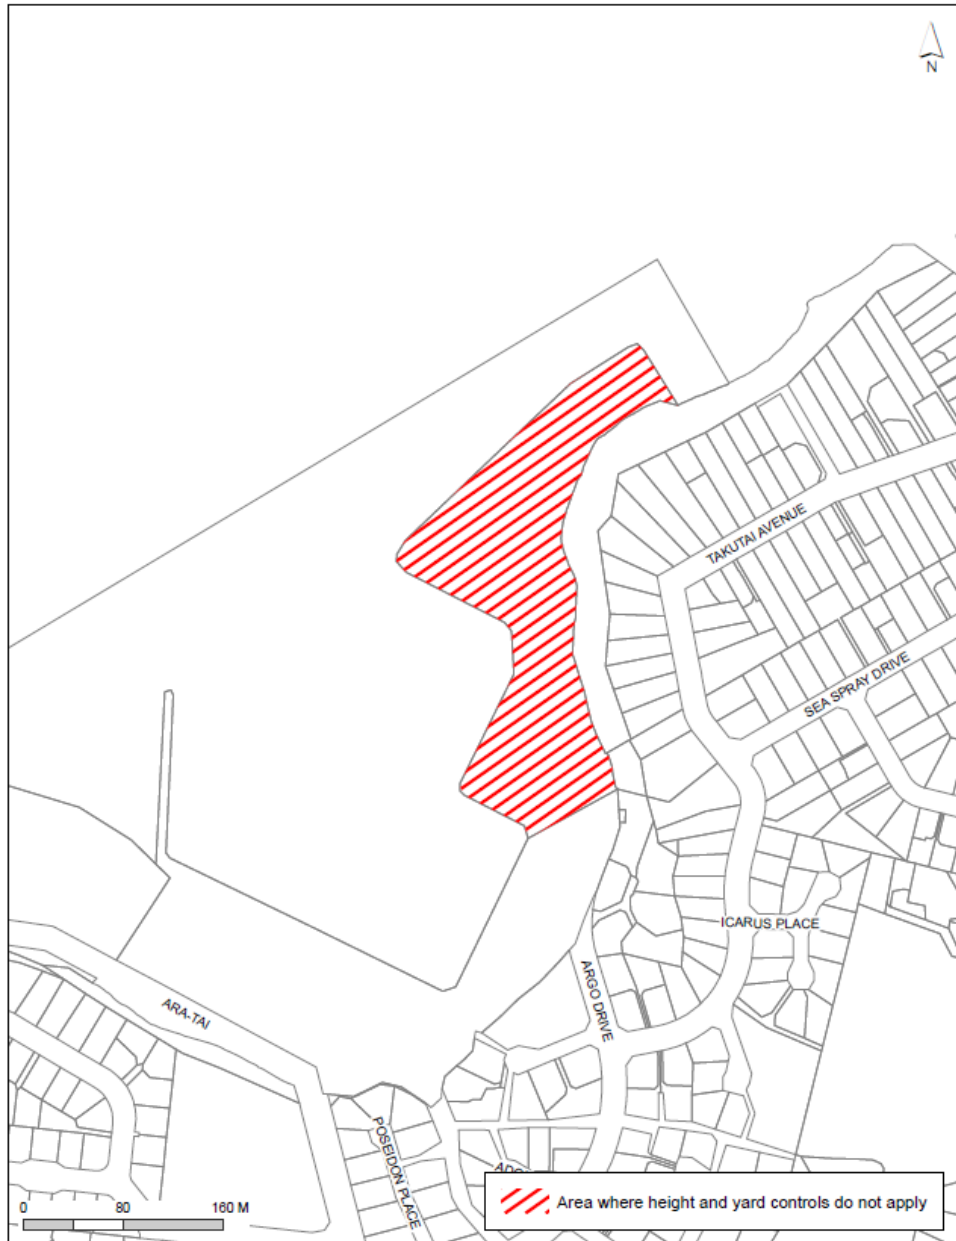 N
TAKUTAI AVENUE
SEA SPRAY DRIVE
ICARUS PLACE
ARGO DRIVE
ARA-TAI
POSEIDON PLACE
Area where height and yard controls do not apply
0 80 160 M